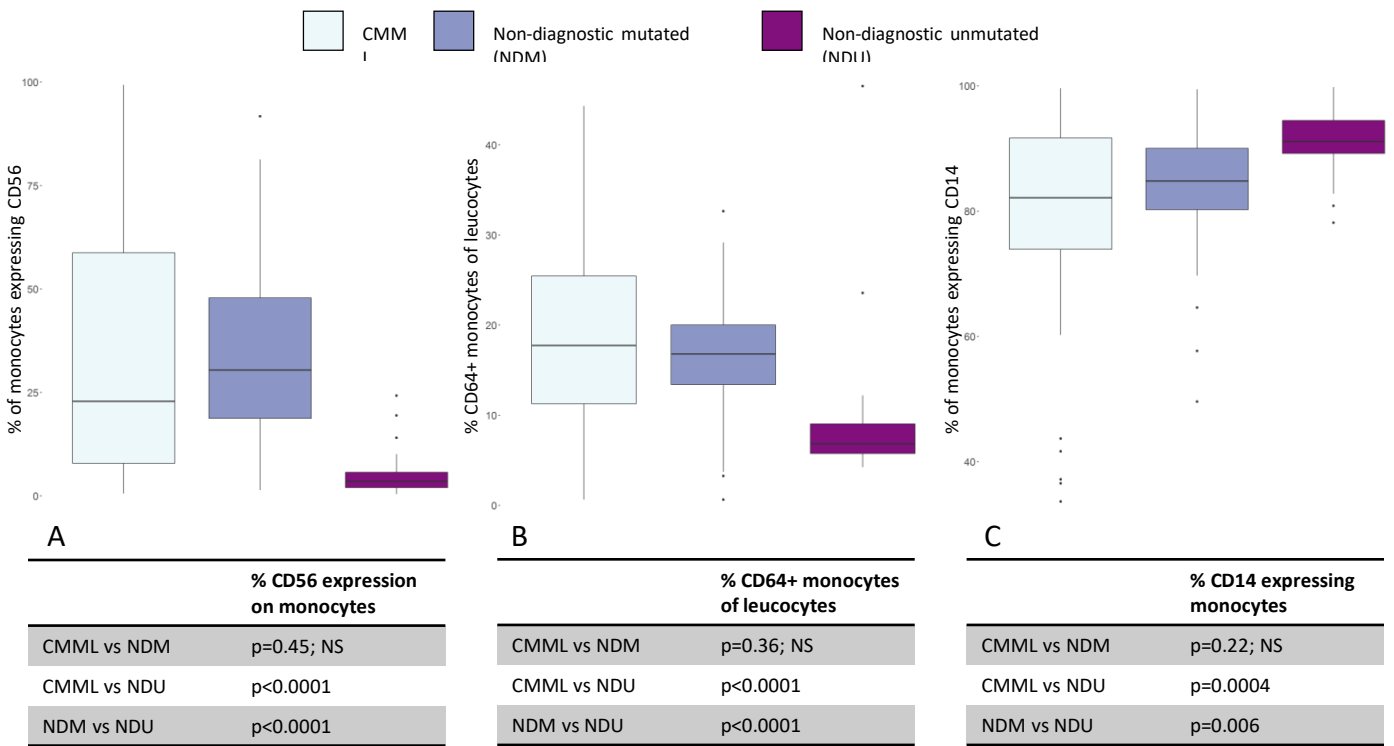 CMM
L
Non-diagnostic mutated
(NDM)
Non-diagnostic unmutated
(NDU)
% of monocytes expressing CD56
100
75
50
25
0
A
% CD64+ monocytes of leucocytes
40
30
20
10
0
B
% of monocytes expressing CD14
100
80
60
40
C
% CD56 expression
on monocytes
CMML vs NDM p=0.45; NS
CMML vs NDU p<0.0001
NDM vs NDU p<0.0001
% CD64+ monocytes
of leucocytes
CMML vs NDM p=0.36; NS
CMML vs NDU p<0.0001
NDM vs NDU p<0.0001
% CD14 expressing
monocytes
CMML vs NDM p=0.22; NS
CMML vs NDU p=0.0004
NDM vs NDU p=0.006